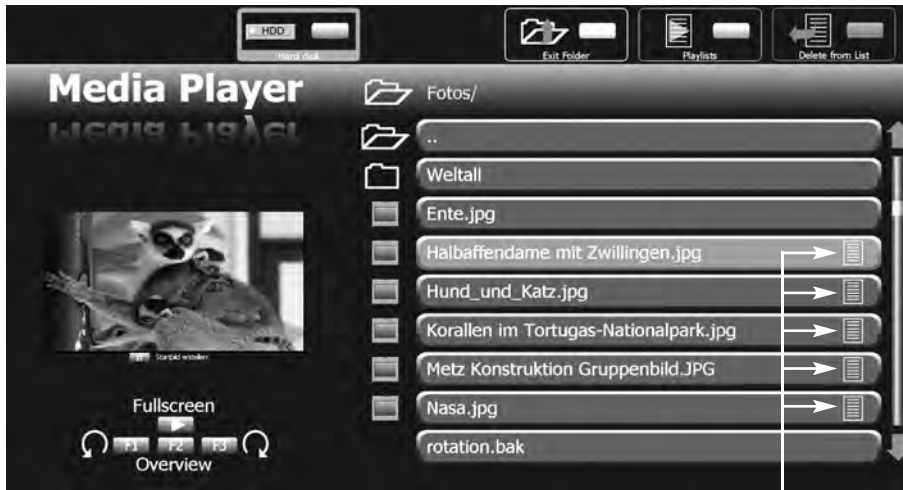 HDD
Hard disk
Exit Folder
Playlists
Delete from List
Media Player
Fotos/
..
Weltall
Ente.jpg
Halbaffendame mit Zwillingen.jpg
Hund_und_Katz.jpg
Korallen im Tortugas-Nationalpark.jpg
Metz Konstruktion Gruppenbild.JPG
Nasa.jpg
rotation.bak
Startbild erstellen
Fullscreen
F1 F2 F3
Overview